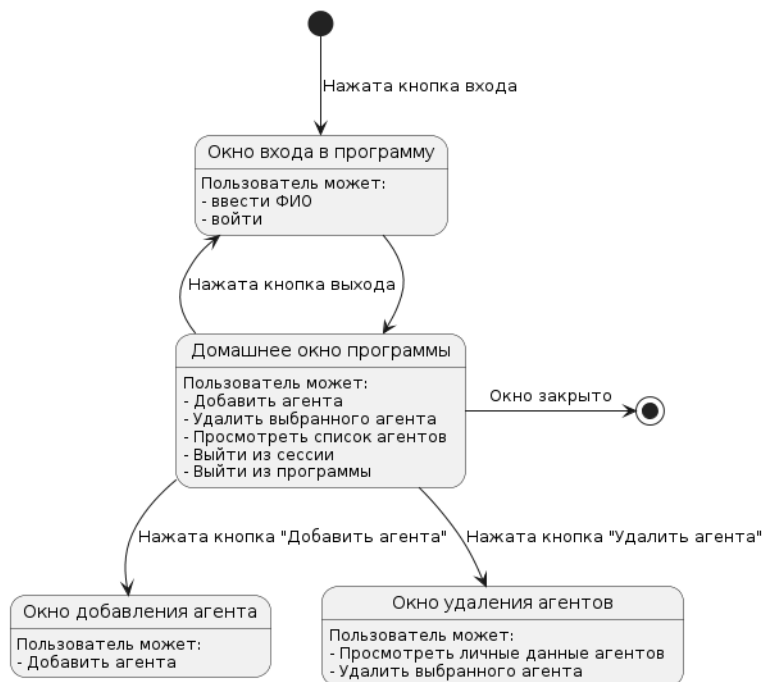 Нажата кнопка входа
Окно входа в программу
Пользователь может:
- ввести ФИО
- войти
Нажата кнопка выхода
Домашнее окно программы
Пользователь может:
- Добавить агента
- Удалить выбранного агента
- Просмотреть список агентов
- Выйти из сессии
- Выйти из программы
Окно закрыто
Нажата кнопка "Добавить агента"
Нажата кнопка "Удалить агента"
Окно добавления агента
Пользователь может:
- Добавить агента
Окно удаления агентов
Пользователь может:
- Просмотреть личные данные агентов
- Удалить выбранного агента